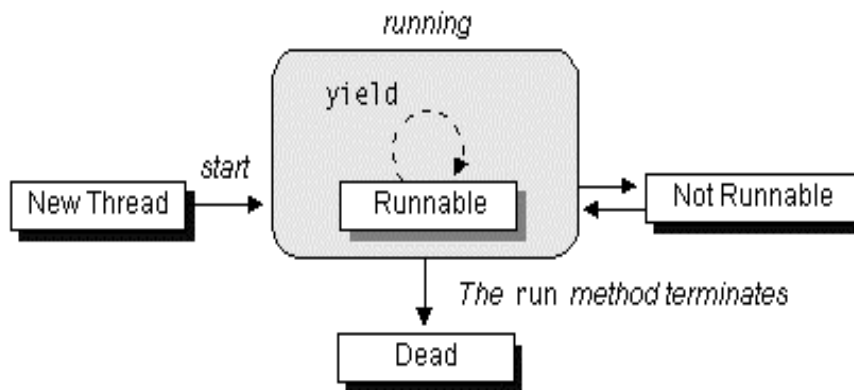 running
yield
start
New Thread
Runnable
Not Runnable
The run method terminates
Dead